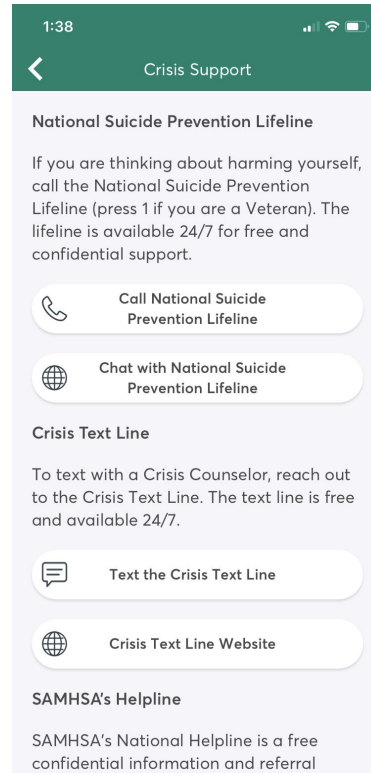 1:38
Crisis Support
National Suicide Prevention Lifeline
If you are thinking about harming yourself,
call the National Suicide Prevention
Lifeline (press 1 if you are a Veteran). The
lifeline is available 24/7 for free and
confidential support.
Call National Suicide
Prevention Lifeline
Chat with National Suicide
Prevention Lifeline
Crisis Text Line
To text with a Crisis Counselor, reach out
to the Crisis Text Line. The text line is free
and available 24/7.
Text the Crisis Text Line
Crisis Text Line Website
SAMHSA's Helpline
SAMHSA's National Helpline is a free
confidential information and referral